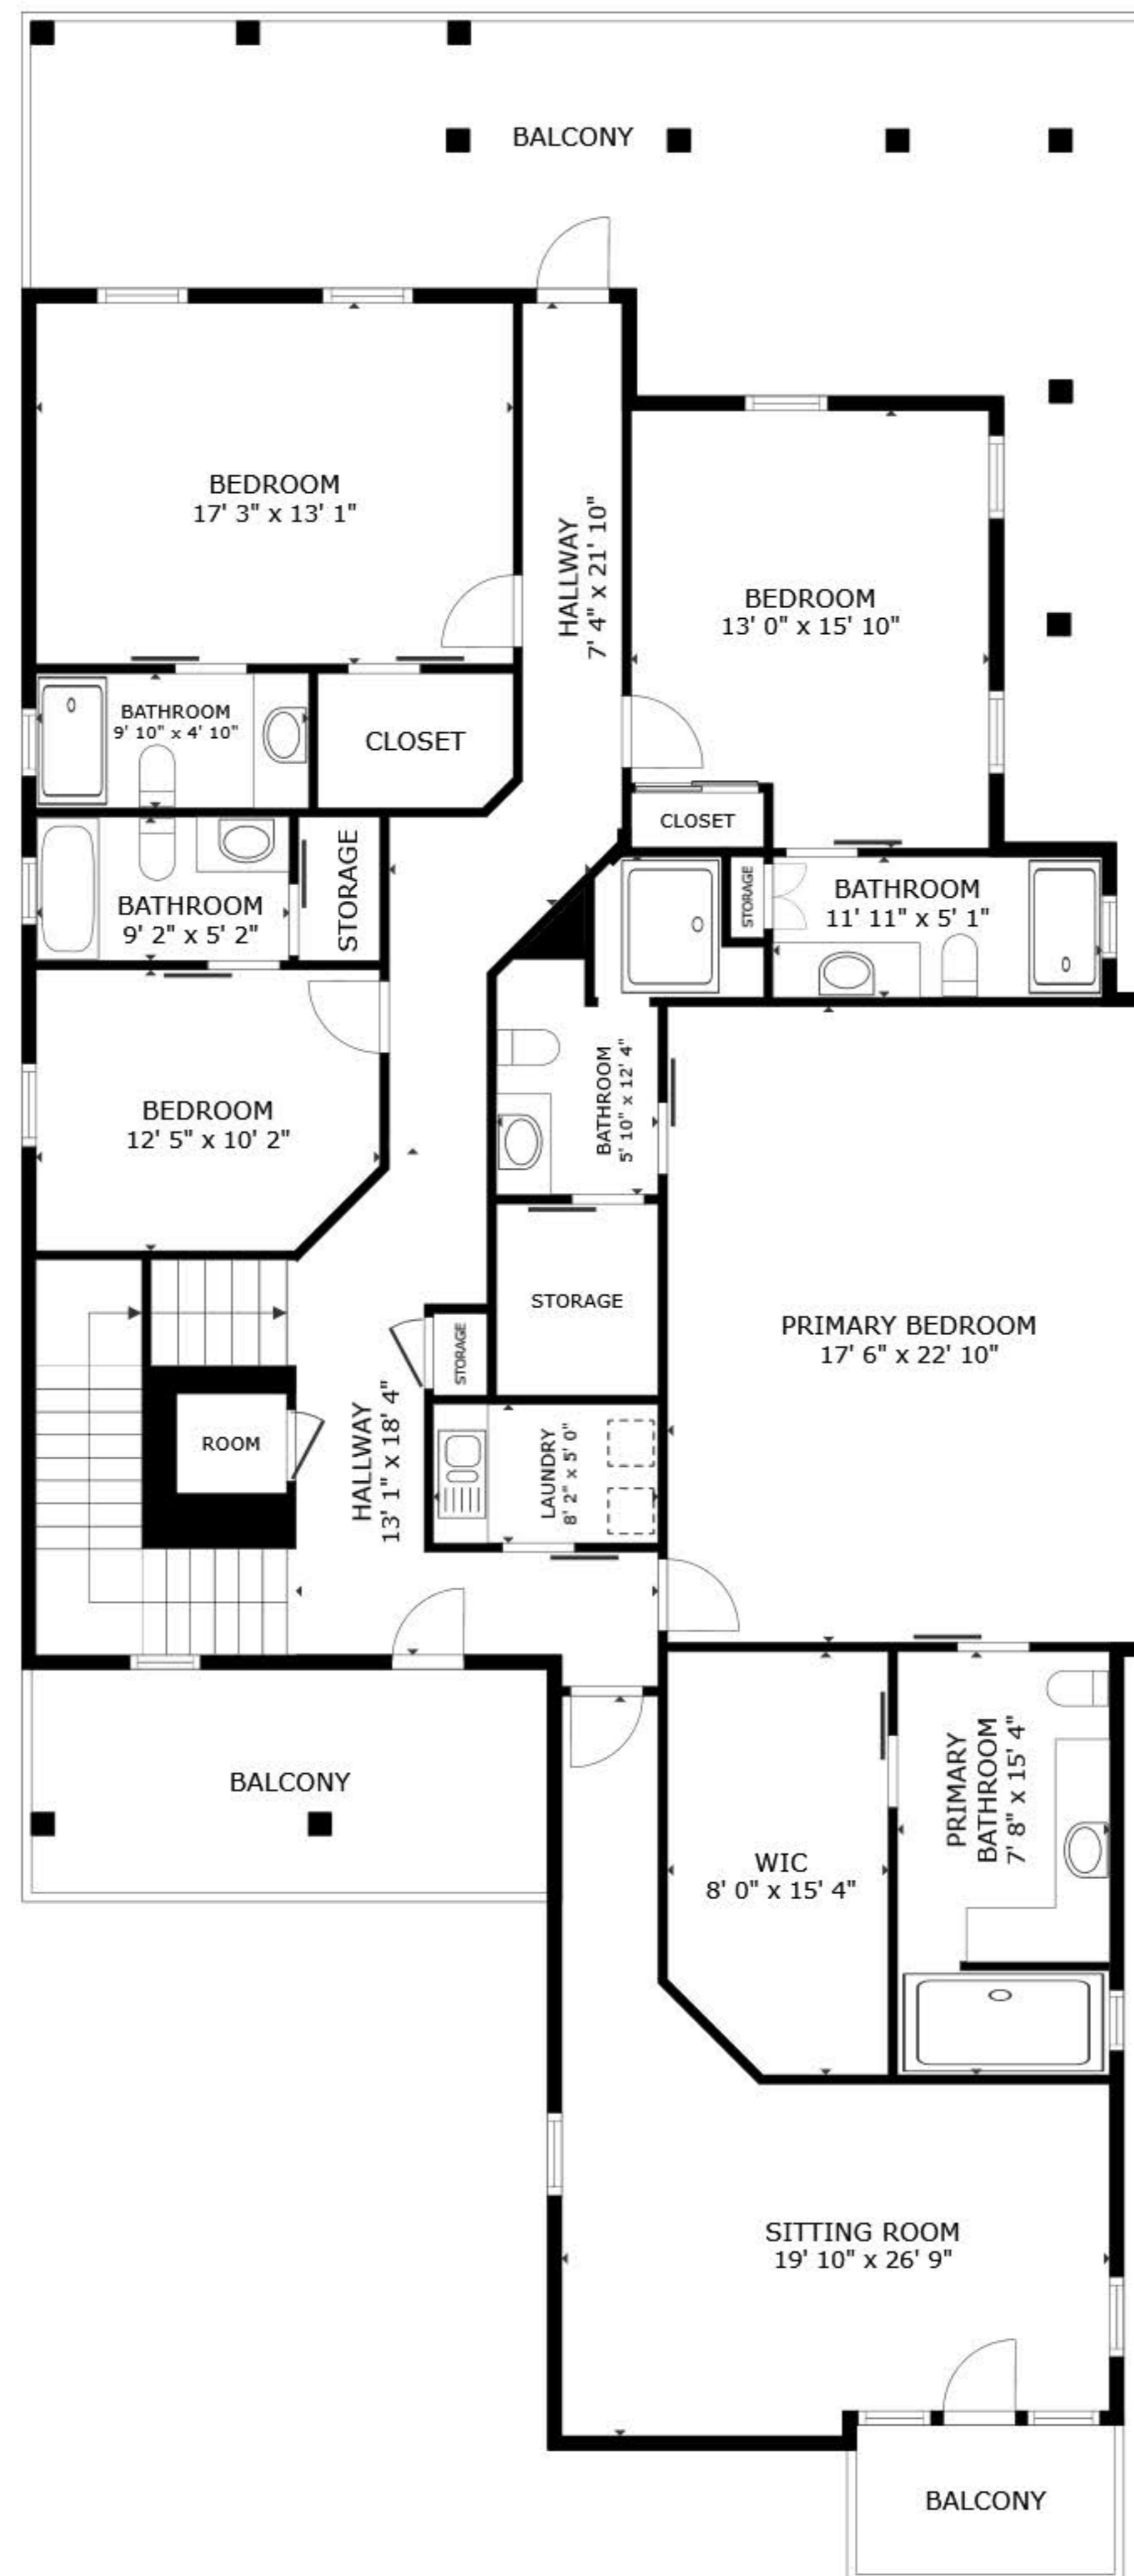 BALCONY
BEDROOM
17' 3" x 13' 1"
HALLWAY
7' 4" x 21' 10"
BEDROOM
13' 0" x 15' 10"
BATHROOM
9' 10" x 4' 10"
CLOSET
CLOSET
BATHROOM
9' 2" x 5' 2"
STORAGE
STORAGE
BATHROOM
11' 11" x 5' 1"
BEDROOM
12' 5" x 10' 2"
BATHROOM
5' 10" x 12' 4"
STORAGE
STORAGE
PRIMARY BEDROOM
17' 6" x 22' 10"
ROOM
HALLWAY
13' 1" x 18' 4"
LAUNDRY
8' 2" x 5' 0"
BALCONY
WIC
8' 0" x 15' 4"
PRIMARY
BATHROOM
7' 8" x 15' 4"
SITTING ROOM
19' 10" x 26' 9"
BALCONY